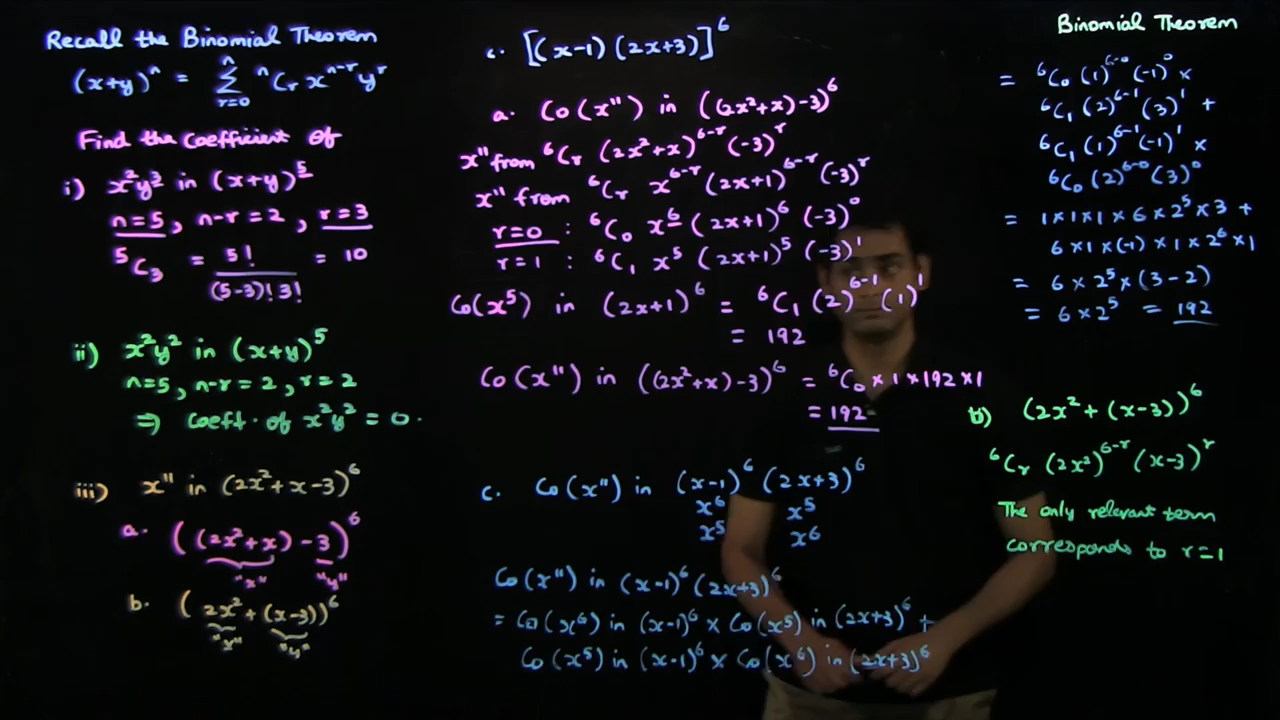 Recall the Binomial Theorem
(x+y)ⁿ = Σ_{r=0}^{n} ⁿCᵣ xⁿ⁻ʳ yʳ
Find the Coefficient of
i) x²y³ in (x+y)⁵
n=5, n-r=2, r=3
⁵C₃ = 5! / (5-3)! 3! = 10
ii) x²y² in (x+y)⁵
n=5, n-r=2, r=2
⇒ Coeft. of x²y² = 0.
iii) x¹¹ in (2x²+x-3)⁶
a. ((2x²+x) -3)⁶
"x" "y"
b. (2x²+(x-3))⁶
"x" "y"
c. [(x-1)(2x+3)]⁶
a. Co(x¹¹) in ((2x²+x)-3)⁶
x¹¹ from ⁶Cᵣ (2x²+x)⁶⁻ʳ (-3)ʳ
x¹¹ from ⁶Cᵣ x⁶⁻ʳ (2x+1)⁶⁻ʳ (-3)ʳ
r=0 : ⁶C₀ x⁶ (2x+1)⁶ (-3)⁰
r=1 : ⁶C₁ x⁵ (2x+1)⁵ (-3)¹
Co(x⁵) in (2x+1)⁶ = ⁶C₁ (2)⁶⁻¹ (1)¹
= 192
Co(x¹¹) in ((2x²+x)-3)⁶ = ⁶C₀ × 1 × 192 × 1
= 192
c. Co(x¹¹) in (x-1)⁶ (2x+3)⁶
x⁶ x⁵
x⁵ x⁶
Co(x¹¹) in (x-1)⁶ (2x+3)⁶
= Co(x⁶) in (x-1)⁶ × Co(x⁵) in (2x+3)⁶ +
Co(x⁵) in (x-1)⁶ × Co(x⁶) in (2x+3)⁶
Binomial Theorem
= ⁶C₀ (1)⁶⁻⁰ (-1)⁰ ×
⁶C₁ (2)⁶⁻¹ (3)¹ +
⁶C₁ (1)⁶⁻¹ (-1)¹ ×
⁶C₀ (2)⁶⁻⁰ (3)⁰
= 1×1×1×6×2⁵×3 +
6×1×(-1)×1×2⁶×1
= 6×2⁵×(3-2)
= 6×2⁵ = 192
b) (2x²+(x-3))⁶
⁶Cᵣ (2x²)⁶⁻ʳ (x-3)ʳ
The only relevant term
corresponds to r=1